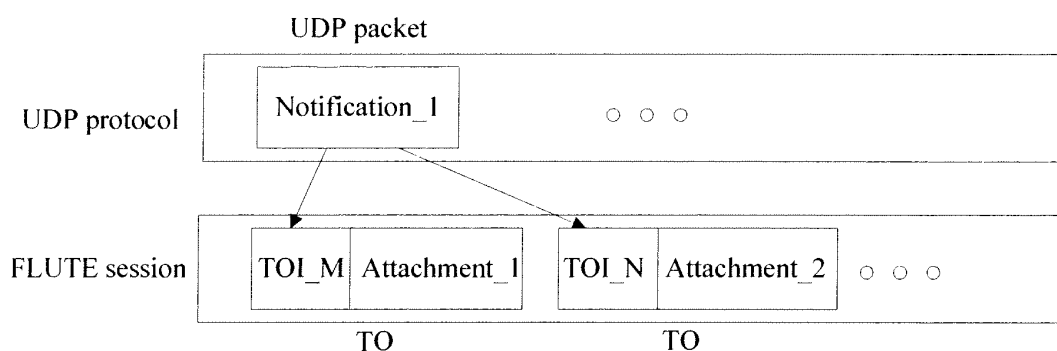 UDP packet
UDP protocol
Notification_1
FLUTE session
TOI_M
Attachment_1
TOI_N
Attachment_2
TO
TO